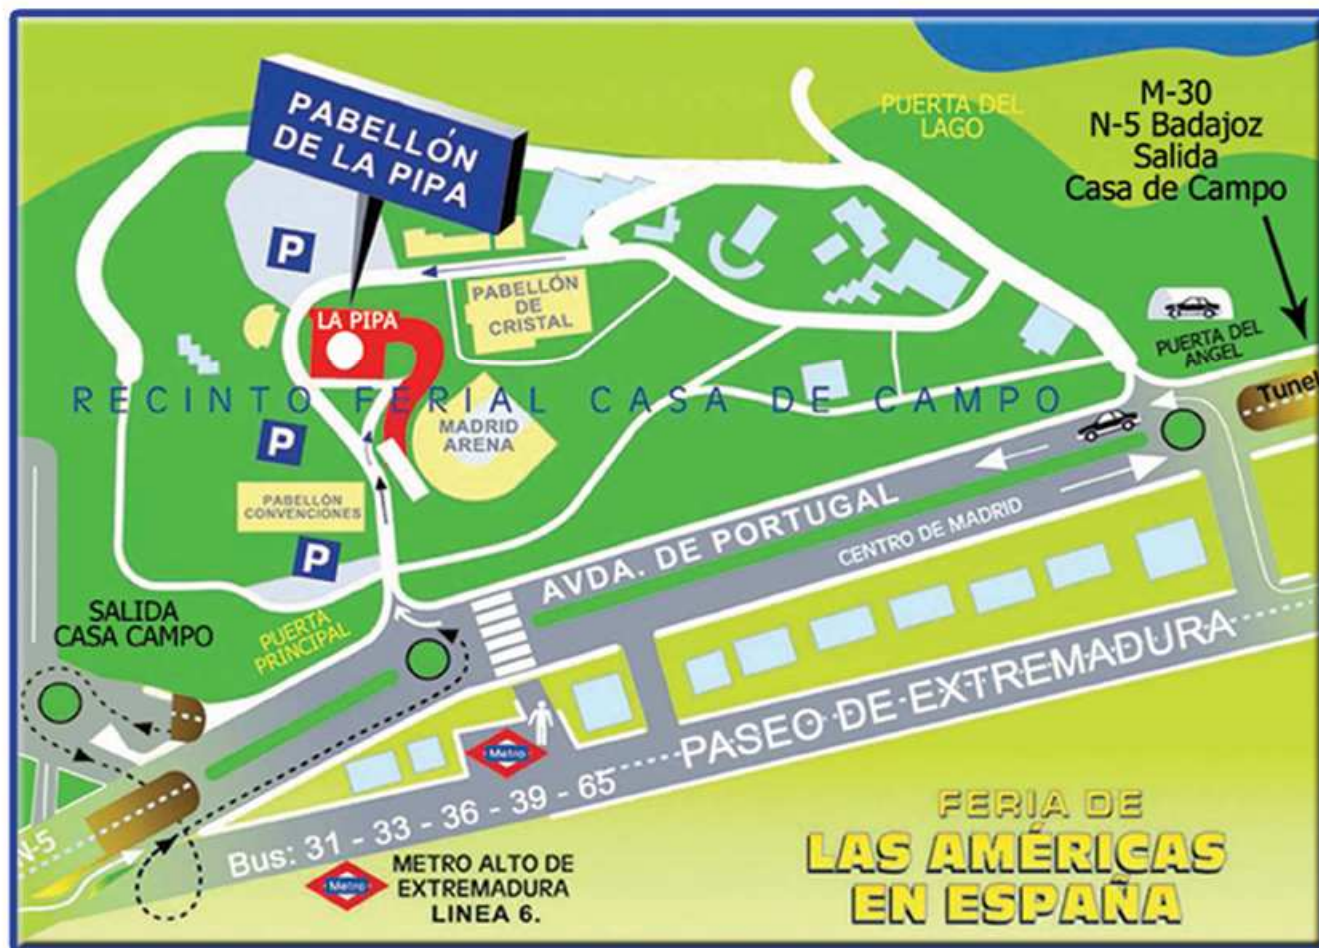 PABELLÓN
DE LA PIPA
PUERTA DEL
LAGO
M-30
N-5 Badajoz
Salida
Casa de Campo
P
PABELLÓN
DE
CRISTAL
LA PIPA
PUERTA DEL
ANGEL
Tunel
RECINTO FERIAL CASA DE CAMPO
MADRID
ARENA
P
PABELLÓN
CONVENCIONES
P
AVDA. DE PORTUGAL
CENTRO DE MADRID
SALIDA
CASA CAMPO
PUERTA
PRINCIPAL
PASEO DE EXTREMADURA
Metro
Bus: 31 - 33 - 36 - 39 - 65
N-5
Metro
METRO ALTO DE
EXTREMADURA
LINEA 6.
FERIA DE
LAS AMÉRICAS
EN ESPAÑA